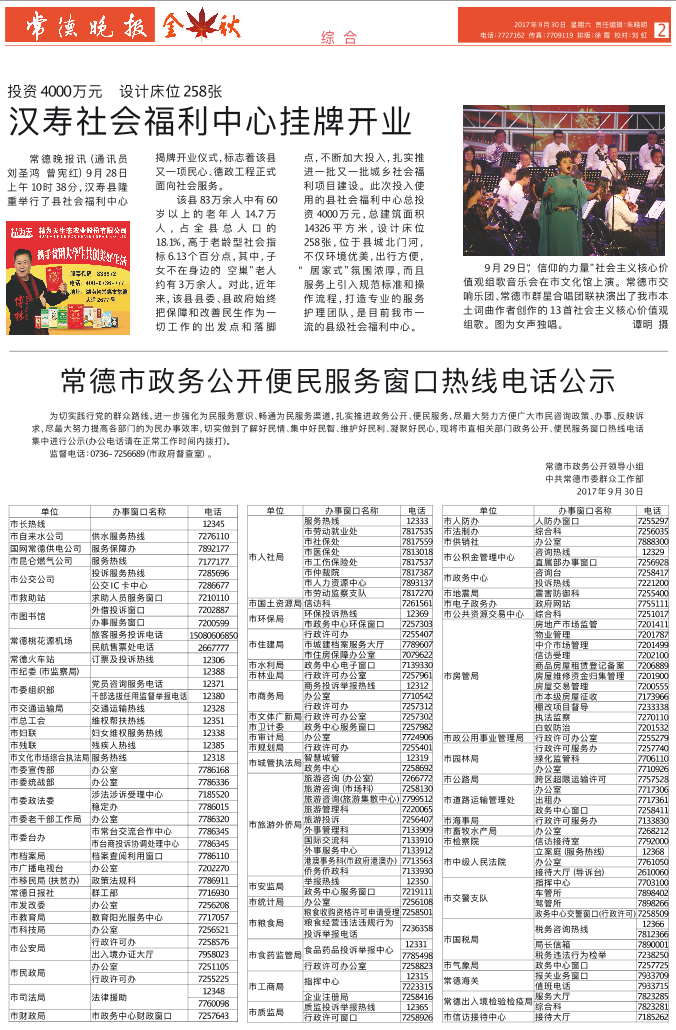 常德晚报
金秋
综合
2017年9月30日 星期六 责任编辑:朱晓明
电话:7727162 传真:7709119 排版:徐霞 校对:刘虹
2
投资4000万元 设计床位258张
汉寿社会福利中心挂牌开业
常德晚报讯(通讯员
刘圣鸿 曾宪红)9月28日
上午10时38分,汉寿县隆
重举行了县社会福利中心
揭牌开业仪式,标志着该县
又一项民心、德政工程正式
面向社会服务。
该县83万余人中有60
岁以上的老年人14.7万
人,占全县总人口的
18.1%,高于老龄型社会指
标6.13个百分点,其中,子
女不在身边的“空巢”老人
约有3万余人。对此,近年
来,该县县委、县政府始终
把保障和改善民生作为一
切工作的出发点和落脚
点,不断加大投入,扎实推
进一批又一批城乡社会福
利项目建设。此次投入使
用的县社会福利中心总投
资4000万元,总建筑面积
14326平方米,设计床位
258张,位于县城北门河,
不仅环境优美,出行方便,
“居家式”氛围浓厚,而且
服务上引入规范标准和操
作流程,打造专业的服务
护理团队,是目前我市一
流的县级社会福利中心。
携手贫困大学生共创美好生活
9月29日,“信仰的力量”社会主义核心价
值观组歌音乐会在市文化馆上演。常德市交
响乐团、常德市群星合唱团联袂演出了我市本
土词曲作者创作的13首社会主义核心价值观
组歌。图为女声独唱。 谭明 摄
常德市政务公开便民服务窗口热线电话公示
为切实践行党的群众路线,进一步强化为民服务意识、畅通为民服务渠道,扎实推进政务公开、便民服务,尽最大努力方便广大市民咨询政策、办事、反映诉
求,尽最大努力提高各部门的为民办事效率,切实做到了解好民情、集中好民智、维护好民利、凝聚好民心,现将市直相关部门政务公开、便民服务窗口热线电话
集中进行公示(办公电话请在正常工作时间内拨打)。
监督电话:0736-7256689(市政府督查室)。
常德市政务公开领导小组
中共常德市委群众工作部
2017年9月30日
单位 办事窗口名称 电话
市长热线 12345
市自来水公司 供水服务热线 7276110
国网常德供电公司 服务保障办 7892177
市昆仑燃气公司 服务热线 7177177
市公交公司 投诉服务热线 7285696
公交IC卡中心 7286677
市救助站 求助人员服务窗口 7210110
市图书馆 外借投诉窗口 7202887
办事服务窗口 7200599
常德桃花源机场 旅客服务投诉电话 15080606850
民航售票处电话 2667777
常德火车站 订票及投诉热线 12306
市纪委(市监察局) 12388
市委组织部 党员咨询服务电话 12371
干部选拔任用监督举报电话 12380
市交通运输局 交通运输热线 12328
市总工会 维权帮扶热线 12351
市妇联 妇女维权服务热线 12338
市残联 残疾人热线 12385
市文化市场综合执法局 服务热线 12318
市委宣传部 办公室 7786168
市委统战部 办公室 7786336
市委政法委 涉法涉诉受理中心 7185520
稳定办 7786015
市委老干部工作局 办公室 7786320
市委台办 市常台交流合作中心 7786345
市台商投诉协调处理中心 7786345
市档案局 档案查阅利用窗口 7786110
市广播电视台 办公室 7202270
市移民局(扶贫办) 政策法规科 7786911
常德日报社 群工部 7716930
市发改委 办公室 7256208
市教育局 教育阳光服务中心 7717057
市科技局 办公室 7256521
市公安局 行政许可办 7258576
出入境办证大厅 7958023
市民政局 办公室 7251105
行政许可办 7255225
市司法局 法律援助 12348
7760098
市财政局 市政务中心财政窗口 7257643
单位 办事窗口名称 电话
市人社局 服务热线 12333
市劳动就业处 7817535
市社保处 7817559
市医保处 7813018
市工伤保险处 7817537
市仲裁院 7817387
市人力资源中心 7893137
市劳动监察支队 7817270
市国土资源局 信访科 7261561
市环保局 环保投诉热线 12369
市政务中心环保窗口 7257303
市住建局 行政许可办 7255407
市城建档案服务大厅 7789607
市住房保障办公室 7079622
市水利局 政务中心电子窗口 7139330
市林业局 行政许可办公室 7257961
市商务局 商务投诉举报热线 12312
办公室 7710542
行政许可办 7257312
市文体广新局 行政许可办公室 7257302
市卫计委 政务中心服务窗口 7257982
市审计局 办公室 7724906
市规划局 行政许可办 7255401
市城管执法局 智慧城管 12319
政务中心 7258692
市旅游外侨局 旅游咨询(办公室) 7266772
旅游咨询(市场科) 7258130
旅游咨询(旅游集散中心) 7799512
旅游管理科 7220065
旅游投诉 7256407
外事管理科 7133909
国际交流科 7133910
外事服务中心 7133912
港澳事务科(市政府港澳办) 7713563
侨务侨政科 7133930
市安监局 举报热线 12350
政务中心服务窗口 7219111
市统计局 办公室 7256108
市粮食局 粮食收购资格许可申请受理 7258501
粮食经营违法违规行为
投诉举报电话 7236358
市食药监管局 食品药品投诉举报中心 12331
7785498
行政许可办公室 7258823
市工商局 指挥中心 12315
7223315
企业注册局 7258416
市质监局 质监投诉举报热线 12365
行政许可窗口 7258926
单位 办事窗口名称 电话
市人防办 人防办窗口 7255297
市法制办 综合科 7256035
市供销社 办公室 7888300
市公积金管理中心 咨询热线 12329
直属部办事窗口 7256928
市政务中心 咨询台 7258417
投诉热线 7221200
市地震局 震害防御科 7255400
市电子政务办 政府网站 7755111
市公共资源交易中心 综合科 7251017
市房管局 房地产市场监管 7201411
物业管理 7201787
中介市场管理 7201499
信访受理 7202100
商品房屋租赁登记备案 7206889
房屋维修资金归集管理 7201900
房屋交易管理 7200555
市本级房屋征收 7173966
棚改项目督导 7233338
执法监察 7270110
白蚁防治 7201532
市政公用事业管理局 行政许可办公室 7255279
市园林局 行政许可服务办 7257740
绿化监管科 7706110
办公室 7710926
市公路局 跨区超限运输许可 7757528
市道路运输管理处 办公室 7717306
出租办 7717361
政务中心窗口 7258411
市海事局 行政许可服务办 7133830
市畜牧水产局 办公室 7268212
市检察院 信访接待室 7792000
市中级人民法院 立案庭(服务热线) 12368
办公室 7761050
接待大厅(导诉台) 2610060
市交警支队 指挥中心 7703100
车管所 7898402
驾管所 7898266
政务中心交警窗口(行政许可) 7258509
市国税局 税务咨询热线 12366
7812366
局长信箱 7890001
税务违法行为检举 7238250
市气象局 政务中心窗口 7257725
常德海关 报关业务窗口 7933709
值班电话 7933715
常德出入境检验检疫局 服务大厅 7823285
综合科 7823281
市信访接待中心 接待大厅 7185262